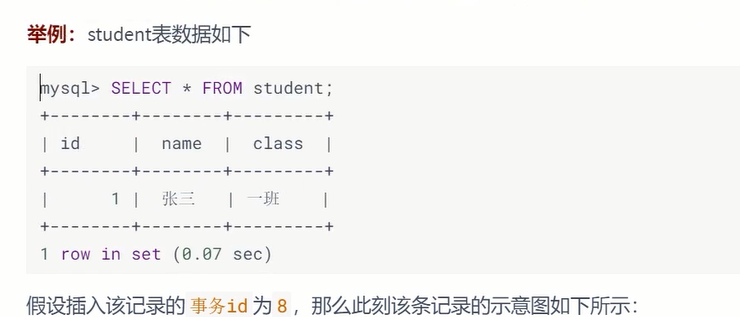 举例：student表数据如下
mysql> SELECT * FROM student;
+--------+--------+---------+
| id     |  name  |  class  |
+--------+--------+---------+
|      1 |  张三   | 一班    |
+--------+--------+---------+
1 row in set (0.07 sec)
假设插入该记录的 事务id 为 8 ，那么此刻该条记录的示意图如下所示：